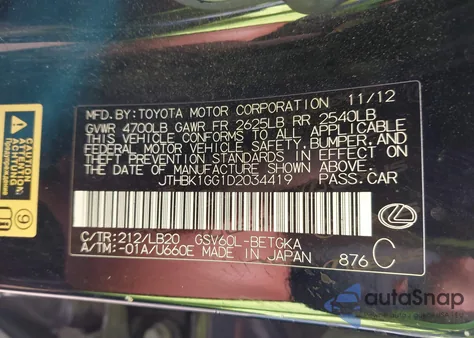 MFD. BY: TOYOTA MOTOR CORPORATION 11/12
GVWR 4700LB GAWR FR 2625LB RR 2540LB
THIS VEHICLE CONFORMS TO ALL APPLICABLE
FEDERAL MOTOR VEHICLE SAFETY, BUMPER, AND
THEFT PREVENTION STANDARDS IN EFFECT ON
THE DATE OF MANUFACTURE SHOWN ABOVE.
JTHBK1GG1D2034419 PASS.CAR
C/TR:212/LB20 GSV60L-BETGKA
A/TM:-01A/U660E MADE IN JAPAN 876 C
autoSnap